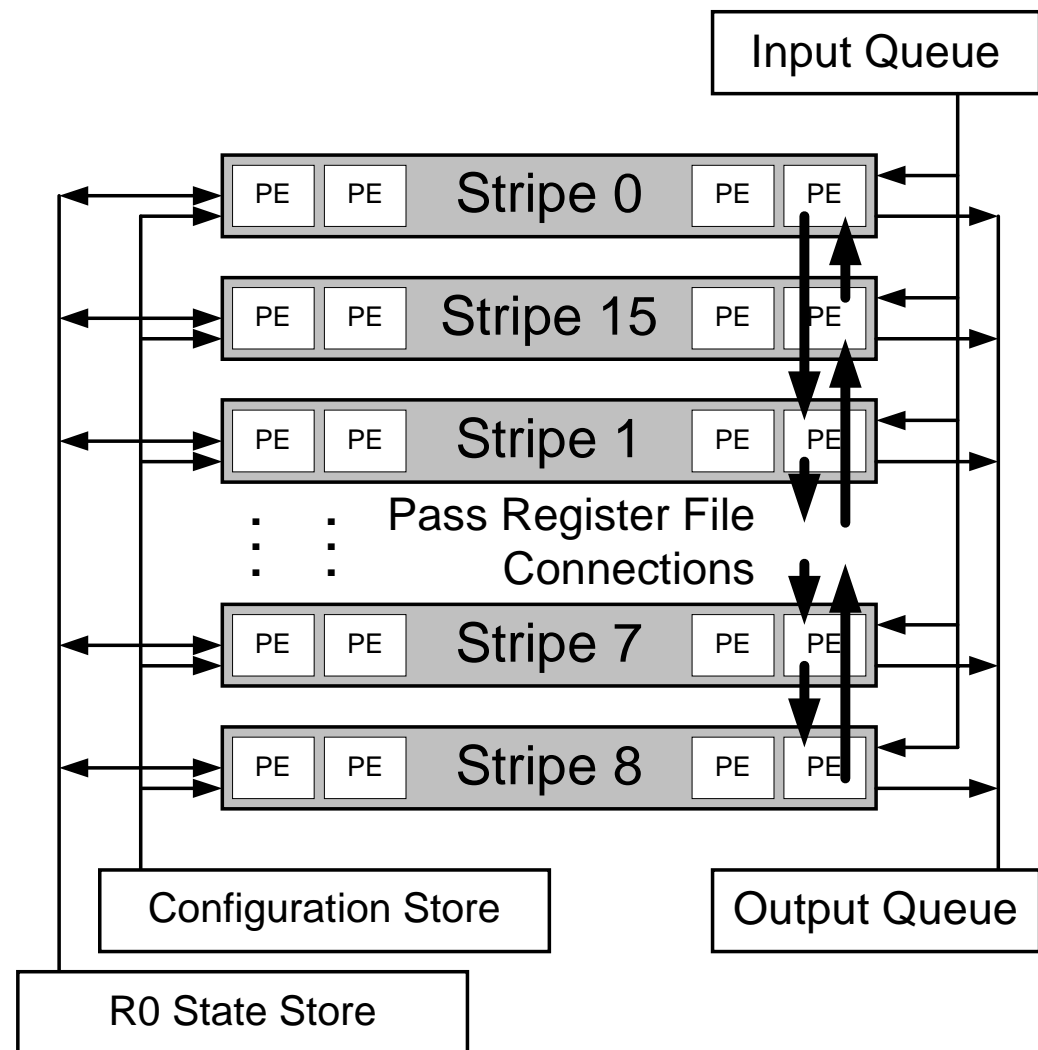 Input Queue
PE PE Stripe 0 PE PE
PE PE Stripe 15 PE PE
PE PE Stripe 1 PE PE
Pass Register File
Connections
PE PE Stripe 7 PE PE
PE PE Stripe 8 PE PE
Configuration Store
Output Queue
R0 State Store